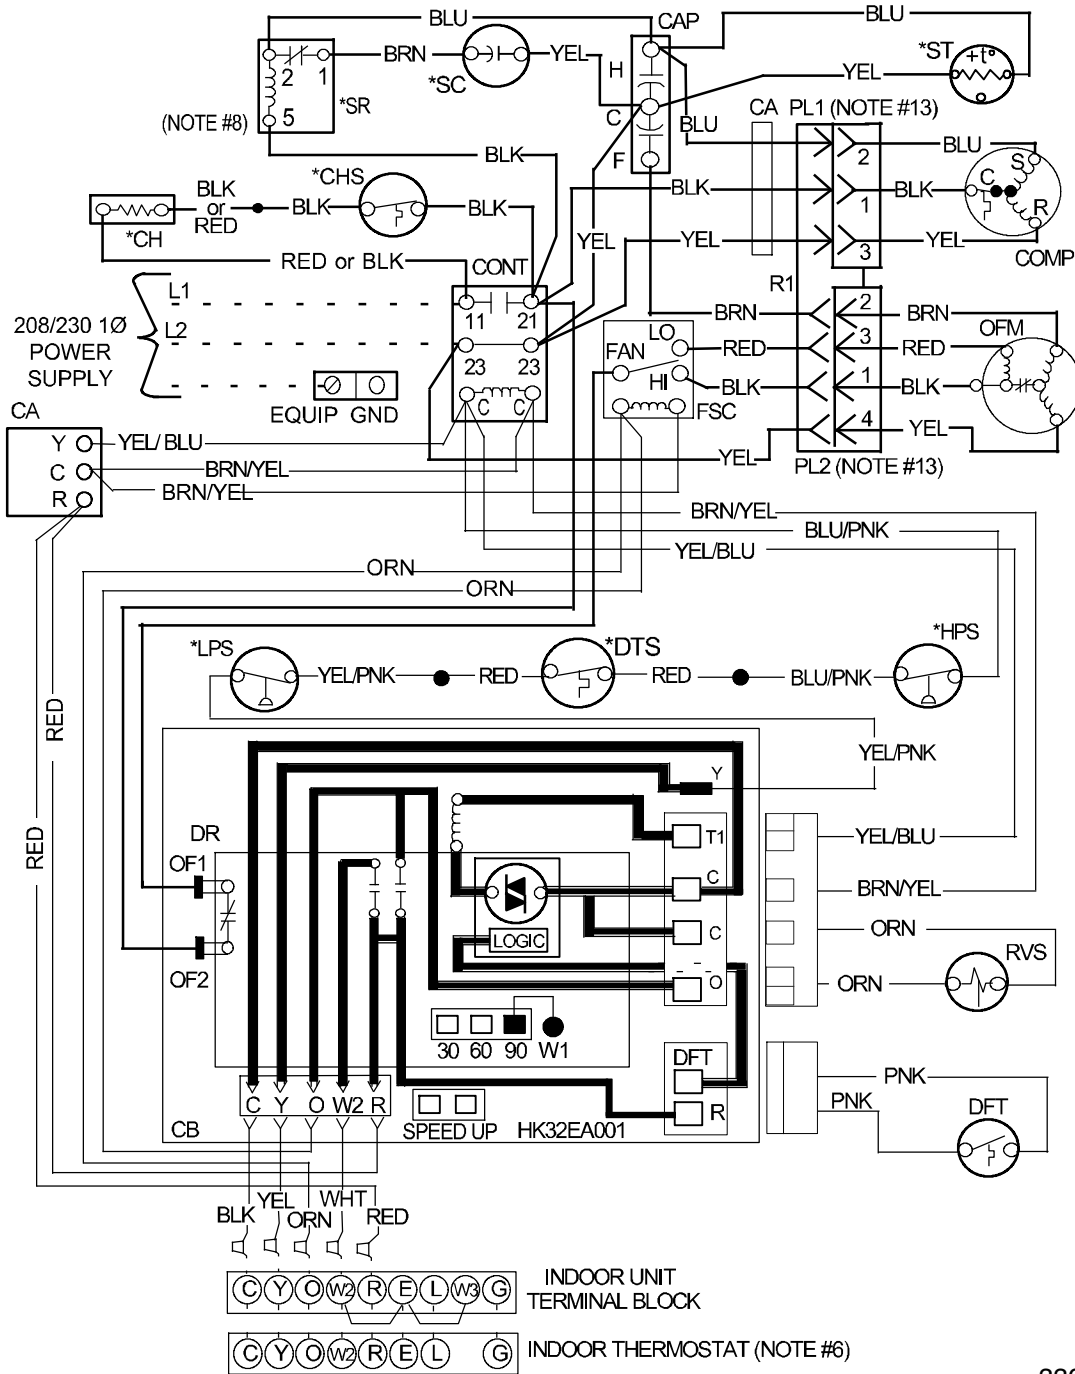 BLU
BLU
CAP
*ST
+t°
H
BRN
YEL
2
1
*SC
YEL
*SR
5
(NOTE #8)
C
CA
PL1 (NOTE #13)
BLU
F
2
BLU
S
BLK
*CHS
BLK
or
RED
BLK
BLK
BLK
1
BLK
C
R
*CH
YEL
YEL
3
YEL
COMP
RED or BLK
CONT
R1
L1
11
21
BRN
2
BRN
208/230 1Ø
POWER
SUPPLY
L2
LO
FAN
RED
3
RED
OFM
23
23
HI
BLK
1
BLK
EQUIP GND
C
C
FSC
4
YEL
CA
Y
YEL/BLU
YEL
PL2 (NOTE #13)
C
BRN/YEL
R
BRN/YEL
BRN/YEL
BLU/PNK
YEL/BLU
ORN
ORN
*LPS
*DTS
*HPS
YEL/PNK
RED
RED
BLU/PNK
RED
RED
YEL/PNK
Y
DR
T1
YEL/BLU
OF1
C
BRN/YEL
LOGIC
C
ORN
RVS
OF2
O
ORN
30
60
90
W1
DFT
C
Y
O
W2
R
R
PNK
PNK
DFT
CB
SPEED UP
HK32EA001
BLK
YEL
ORN
WHT
RED
INDOOR UNIT
TERMINAL BLOCK
C Y O W2 R E L W3 G
C Y O W2 R E L G
INDOOR THERMOSTAT (NOTE #6)